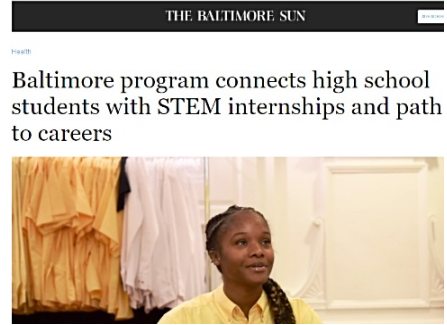 THE BALTIMORE SUN
Health
Baltimore program connects high school
students with STEM internships and path
to careers